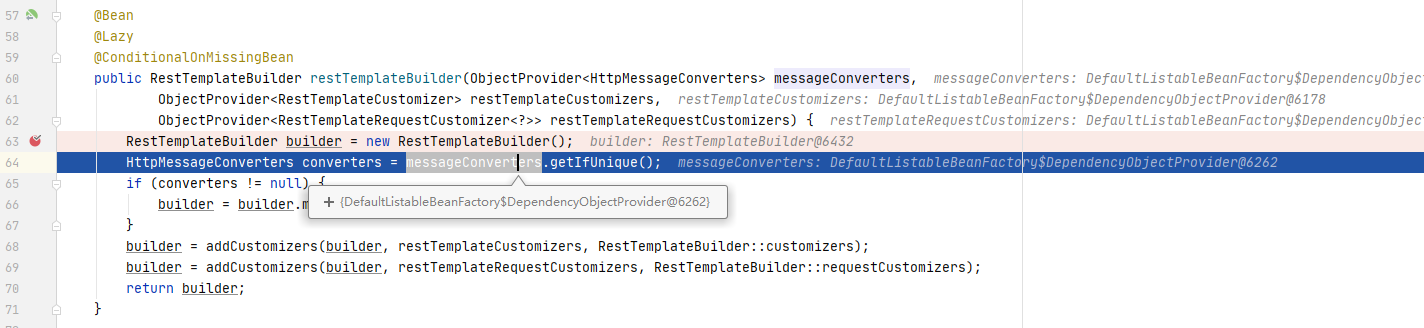 57 @Bean
58 @Lazy
59 @ConditionalOnMissingBean
60 public RestTemplateBuilder restTemplateBuilder(ObjectProvider<HttpMessageConverters> messageConverters, messageConverters: DefaultListableBeanFactory$DependencyObject
61 ObjectProvider<RestTemplateCustomizer> restTemplateCustomizers, restTemplateCustomizers: DefaultListableBeanFactory$DependencyObjectProvider@6178
62 ObjectProvider<RestTemplateRequestCustomizer<?>> restTemplateRequestCustomizers) { restTemplateRequestCustomizers: DefaultListableBeanFactory$Depende
63 RestTemplateBuilder builder = new RestTemplateBuilder(); builder: RestTemplateBuilder@6432
64 HttpMessageConverters converters = messageConverters.getIfUnique(); messageConverters: DefaultListableBeanFactory$DependencyObjectProvider@6262
65 if (converters != null) {
66 builder = builder.m
+ {DefaultListableBeanFactory$DependencyObjectProvider@6262}
67 }
68 builder = addCustomizers(builder, restTemplateCustomizers, RestTemplateBuilder::customizers);
69 builder = addCustomizers(builder, restTemplateRequestCustomizers, RestTemplateBuilder::requestCustomizers);
70 return builder;
71 }